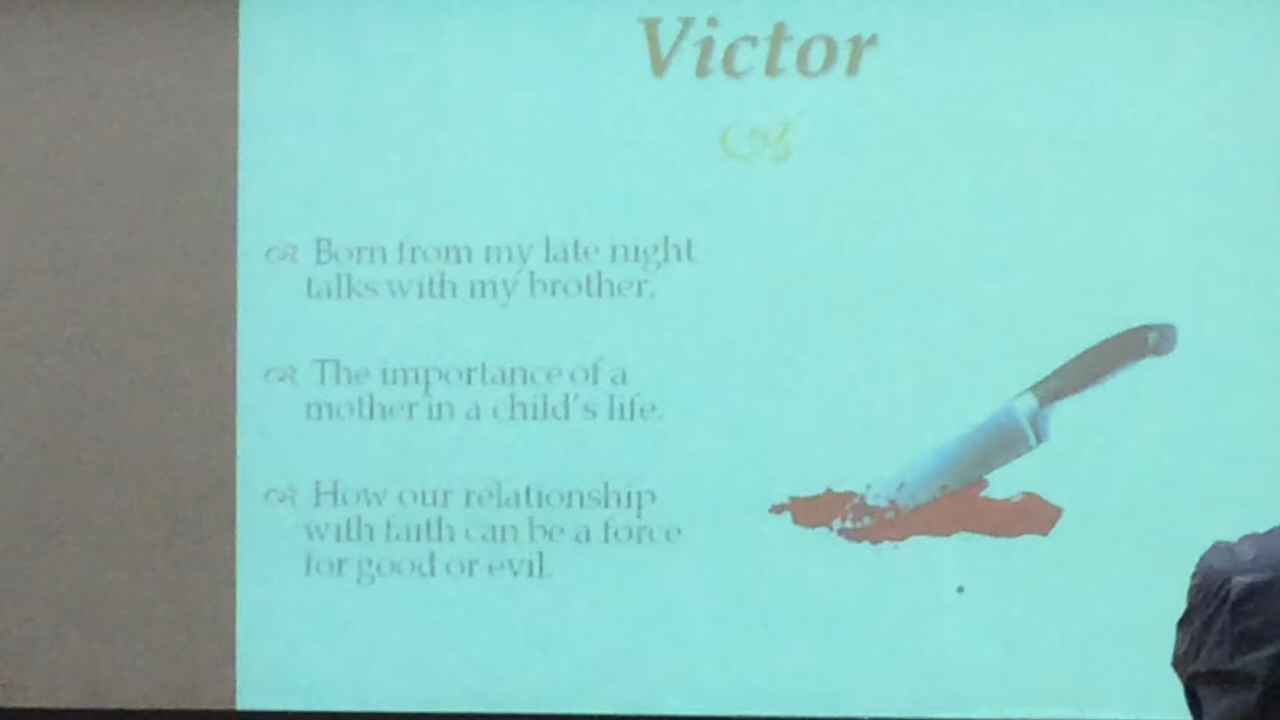 Victor
Born from my late night
talks with my brother.
The importance of a
mother in a child's life.
How our relationship
with faith can be a force
for good or evil.